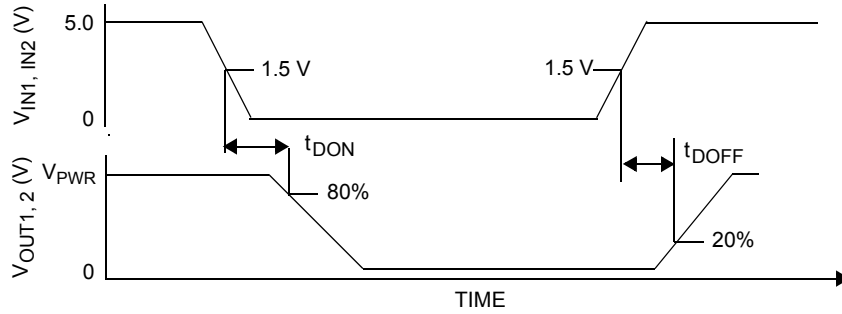 V_IN1, IN2 (V)
5.0
1.5 V
1.5 V
0
t_DON
t_DOFF
V_OUT1, 2 (V)
V_PWR
80%
20%
0
TIME